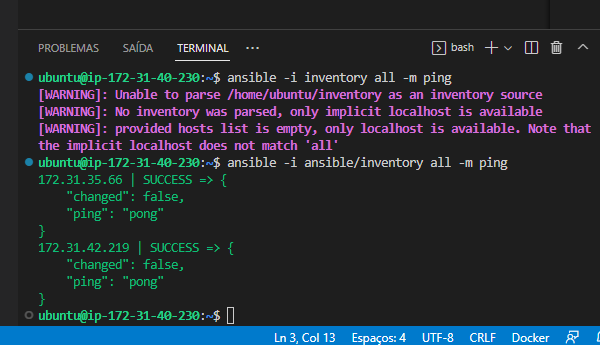 PROBLEMAS SAÍDA TERMINAL ··· bash
ubuntu@ip-172-31-40-230:~$ ansible -i inventory all -m ping
[WARNING]: Unable to parse /home/ubuntu/inventory as an inventory source
[WARNING]: No inventory was parsed, only implicit localhost is available
[WARNING]: provided hosts list is empty, only localhost is available. Note that
the implicit localhost does not match 'all'
ubuntu@ip-172-31-40-230:~$ ansible -i ansible/inventory all -m ping
172.31.35.66 | SUCCESS => {
    "changed": false,
    "ping": "pong"
}
172.31.42.219 | SUCCESS => {
    "changed": false,
    "ping": "pong"
}
ubuntu@ip-172-31-40-230:~$
Ln 3, Col 13 Espaços: 4 UTF-8 CRLF Docker